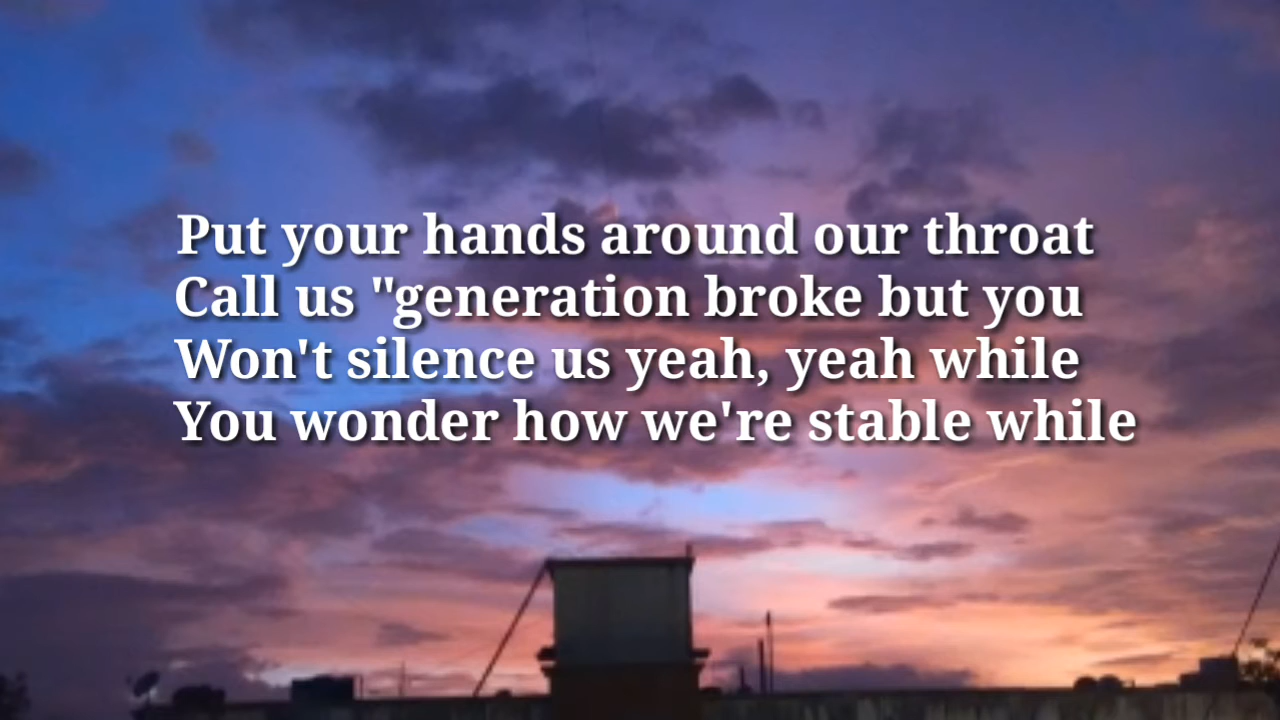 Put your hands around our throat
Call us "generation broke but you
Won't silence us yeah, yeah while
You wonder how we're stable while